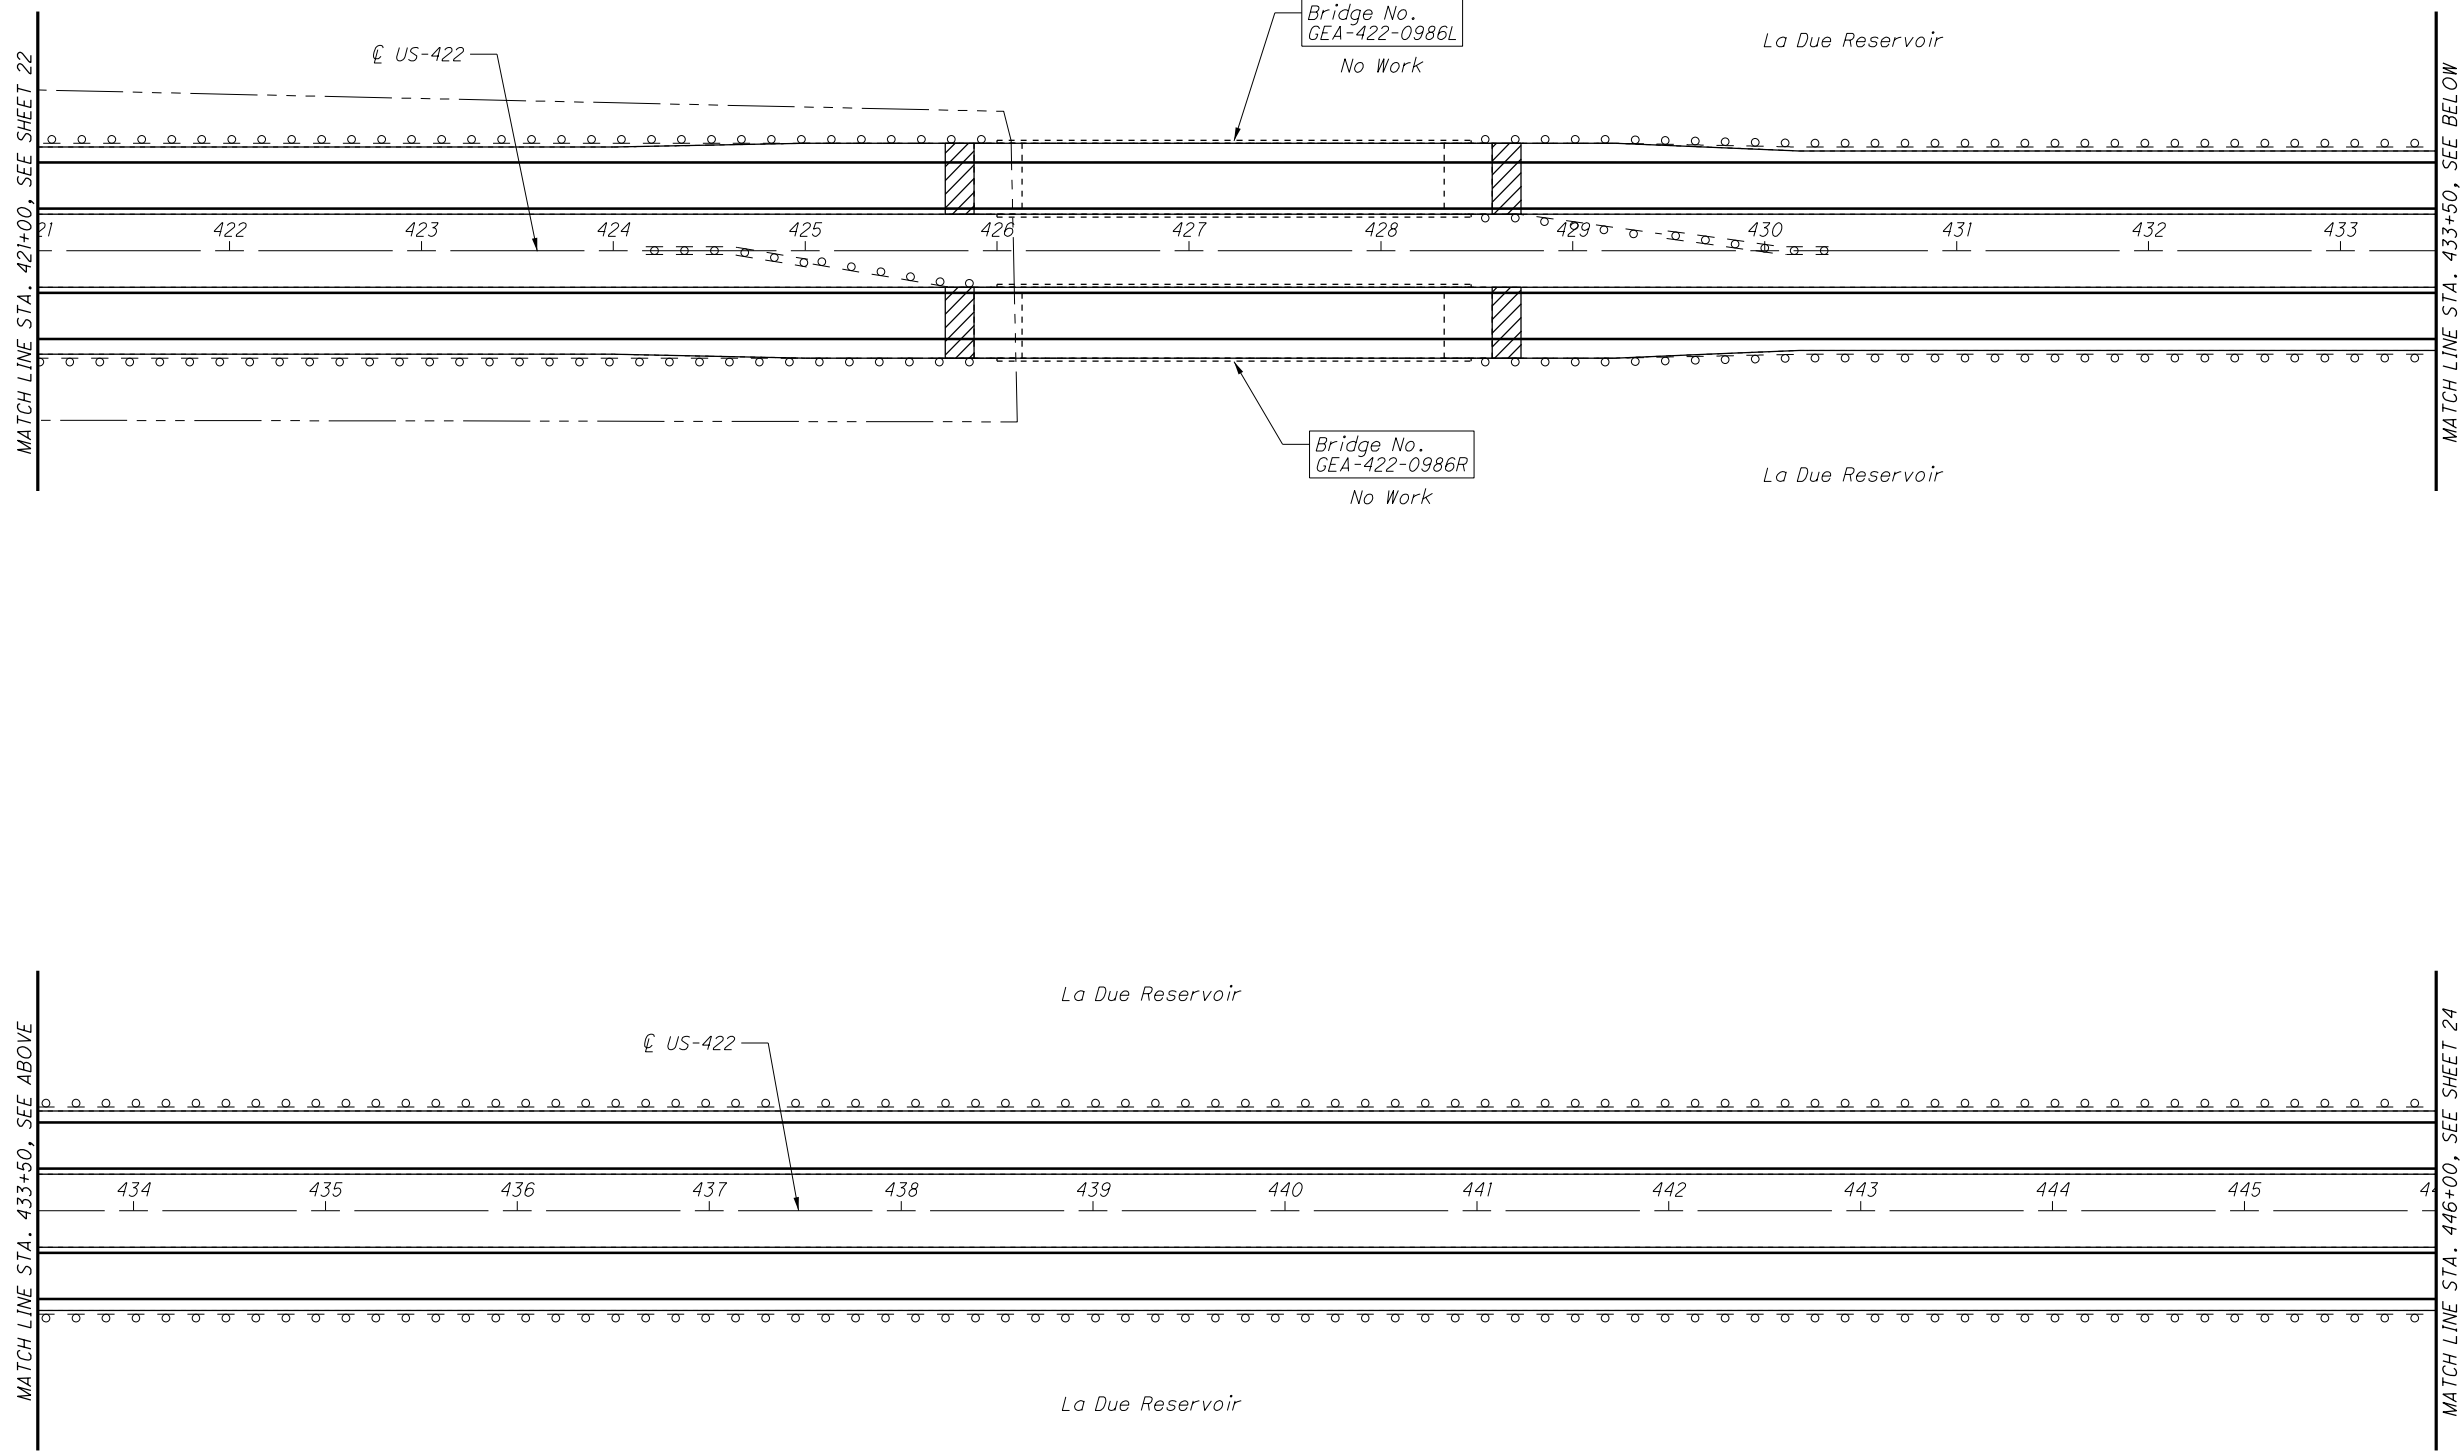 Bridge No.
GEA-422-0986L
No Work
La Due Reservoir
℄ US-422
MATCH LINE STA. 421+00, SEE SHEET 22
MATCH LINE STA. 433+50, SEE BELOW
21 422 423 424 425 426 427 428 429 430 431 432 433
Bridge No.
GEA-422-0986R
No Work
La Due Reservoir
La Due Reservoir
℄ US-422
MATCH LINE STA. 433+50, SEE ABOVE
MATCH LINE STA. 446+00, SEE SHEET 24
434 435 436 437 438 439 440 441 442 443 444 445 44
La Due Reservoir